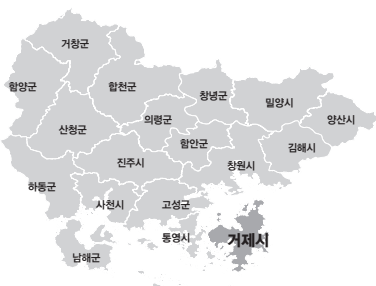 거창군
함양군
합천군
창녕군
밀양시
양산시
의령군
산청군
함안군
김해시
진주시
창원시
하동군
사천시
고성군
통영시
거제시
남해군